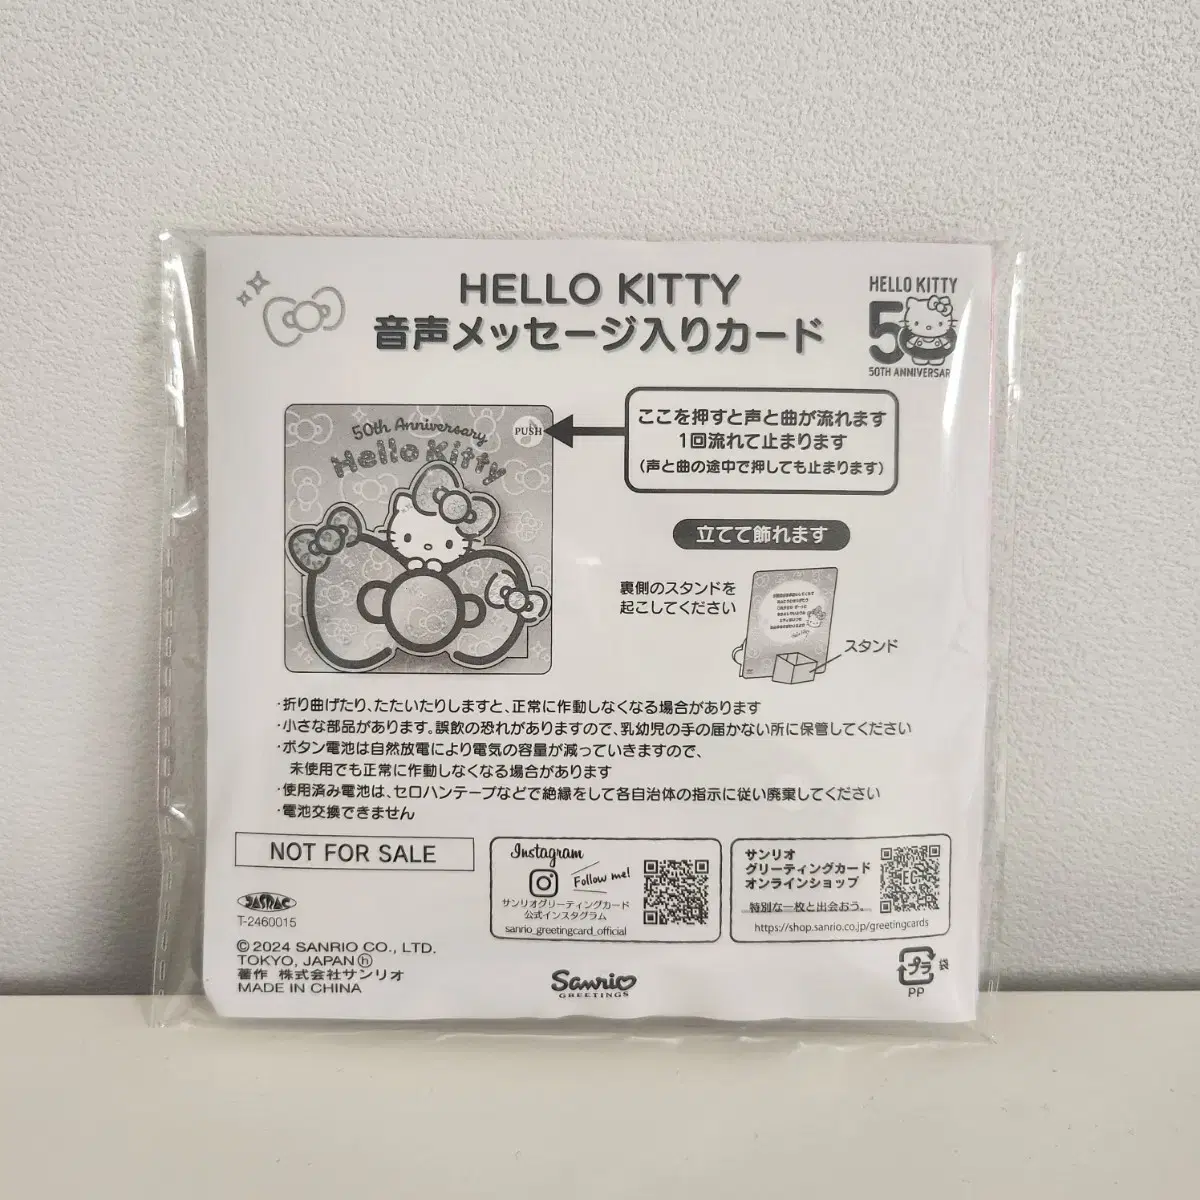 HELLO KITTY
音声メッセージ入りカード
HELLO KITTY
50
50TH ANNIVERSARY
50th Anniversary
Hello Kitty
PUSH
ここを押すと声と曲が流れます
1回流れて止まります
(声と曲の途中で押しても止まります)
立てて飾れます
裏側のスタンドを
起こしてください
スタンド
・折り曲げたり、たたいたりしますと、正常に作動しなくなる場合があります
・小さな部品があります。誤飲の恐れがありますので、乳幼児の手の届かない所に保管してください
・ボタン電池は自然放電により電気の容量が減っていきますので、
未使用でも正常に作動しなくなる場合があります
・使用済み電池は、セロハンテープなどで絶縁をして各自治体の指示に従い廃棄してください
・電池交換できません
NOT FOR SALE
JASRAC
T-2460015
© 2024 SANRIO CO., LTD.
TOKYO, JAPAN ⓗ
著作 株式会社サンリオ
MADE IN CHINA
Instagram
Follow me!
サンリオグリーティングカード
公式インスタグラム
sanrio_greetingcard_official
サンリオ
グリーティングカード
オンラインショップ
特別な一枚と出会おう。
EC
https://shop.sanrio.co.jp/greetingcards
Sanrio
GREETINGS
プラ
袋
PP